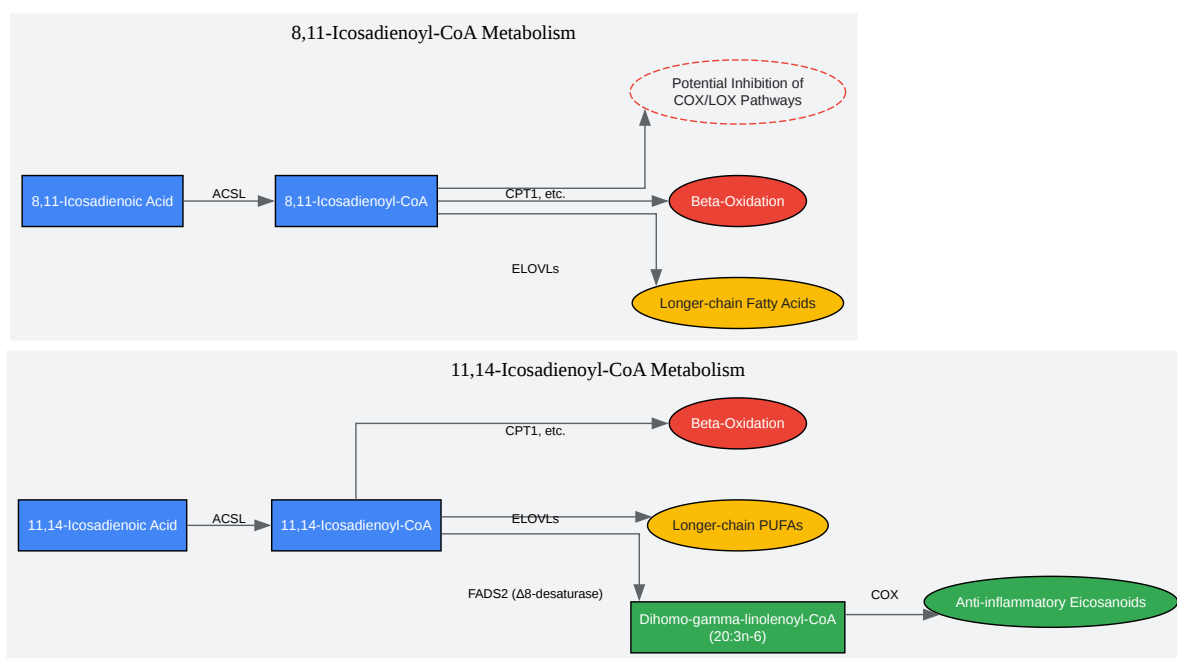 8,11-Icosadienoyl-CoA Metabolism
Potential Inhibition of
COX/LOX Pathways
8,11-Icosadienoic Acid
ACSL
8,11-Icosadienoyl-CoA
CPT1, etc.
Beta-Oxidation
ELOVLs
Longer-chain Fatty Acids
11,14-Icosadienoyl-CoA Metabolism
Beta-Oxidation
CPT1, etc.
11,14-Icosadienoic Acid
ACSL
11,14-Icosadienoyl-CoA
ELOVLs
Longer-chain PUFAs
FADS2 (Δ8-desaturase)
Dihomo-gamma-linolenoyl-CoA
(20:3n-6)
COX
Anti-inflammatory Eicosanoids